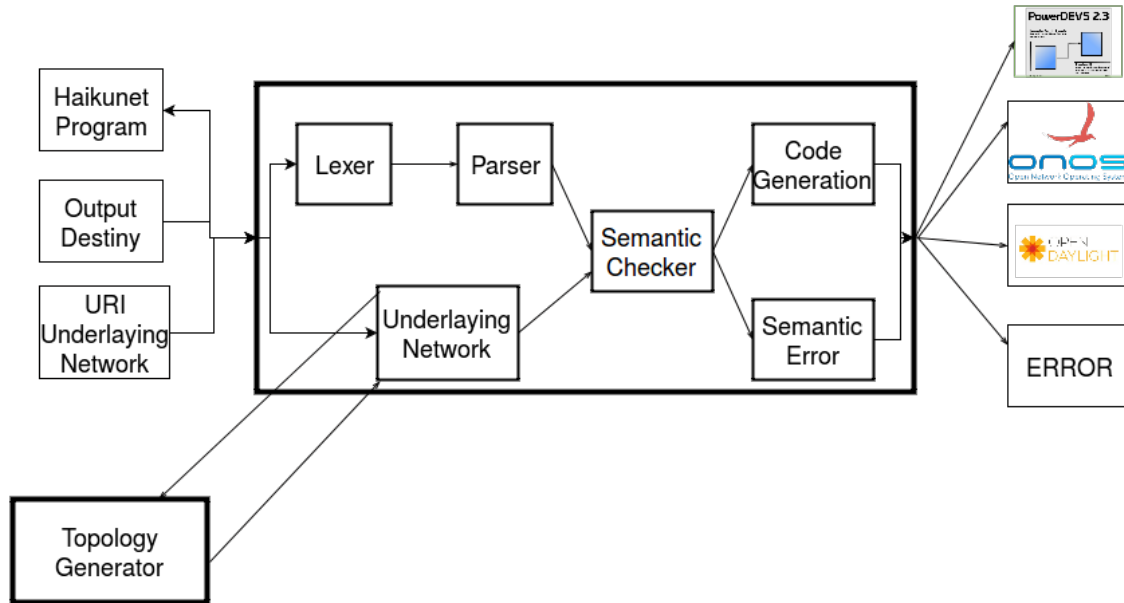 PowerDEVS 2.3
Haikunet
Program
Lexer
Parser
Code
Generation
ONOS
Open Network Operating System
Output
Destiny
Semantic
Checker
OPEN
DAYLIGHT
URI
Underlaying
Network
Underlaying
Network
Semantic
Error
ERROR
Topology
Generator